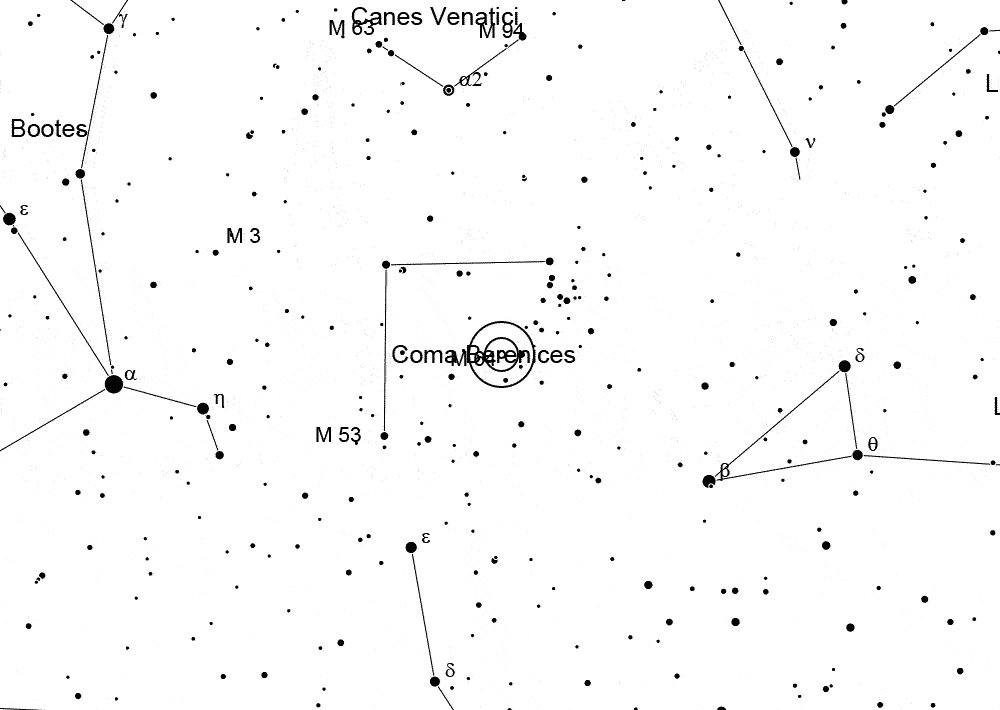 Canes Venatici
γ
M 63
M 94
α2
L
Bootes
ν
ε
M 3
Coma Berenices
δ
α
η
M 53
θ
β
ε
δ